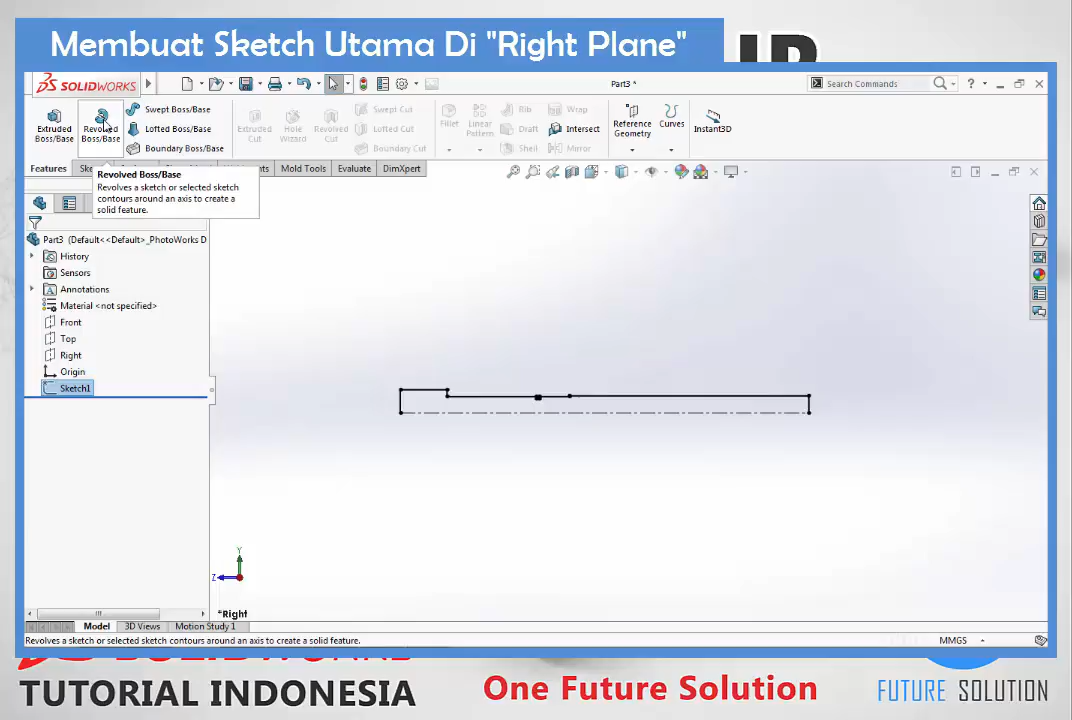 Membuat Sketch Utama Di "Right Plane"
SOLIDWORKS
Part3 *
Search Commands
Extruded Boss/Base
Revolved Boss/Base
Swept Boss/Base
Lofted Boss/Base
Boundary Boss/Base
Extruded Cut
Hole Wizard
Revolved Cut
Swept Cut
Lofted Cut
Boundary Cut
Fillet
Linear Pattern
Rib
Draft
Shell
Wrap
Intersect
Mirror
Reference Geometry
Curves
Instant3D
Features
Mold Tools
Evaluate
DimXpert
Revolved Boss/Base
Revolves a sketch or selected sketch
contours around an axis to create a
solid feature.
Part3 (Default<<Default>_PhotoWorks D
History
Sensors
Annotations
Material <not specified>
Front
Top
Right
Origin
Sketch1
Y
Z
*Right
Model
3D Views
Motion Study 1
Revolves a sketch or selected sketch contours around an axis to create a solid feature.
MMGS
TUTORIAL INDONESIA
One Future Solution
FUTURE SOLUTION